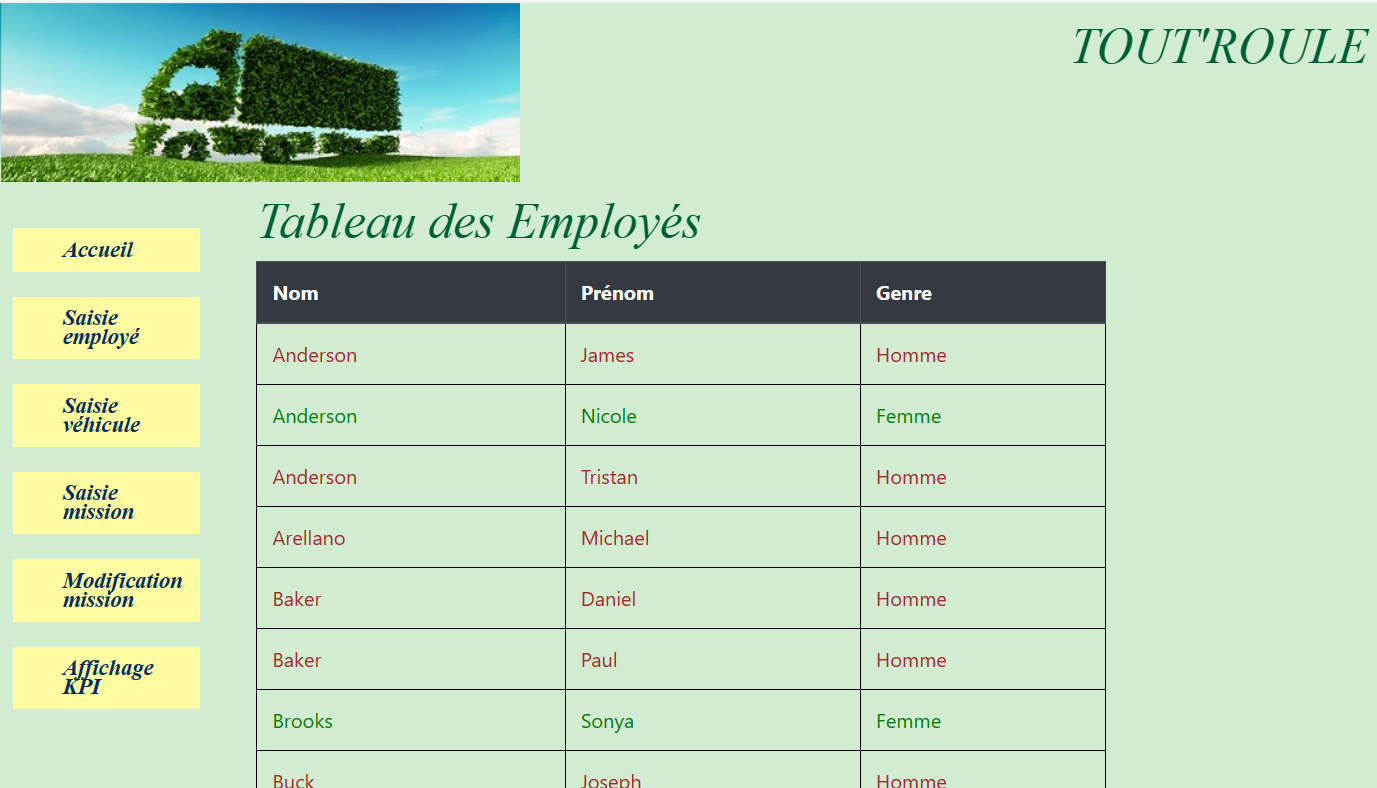 TOUT'ROULE
Accueil
Saisie
employé
Saisie
véhicule
Saisie
mission
Modification
mission
Affichage
KPI
Tableau des Employés
Nom Prénom Genre
Anderson James Homme
Anderson Nicole Femme
Anderson Tristan Homme
Arellano Michael Homme
Baker Daniel Homme
Baker Paul Homme
Brooks Sonya Femme
Buck Joseph Homme